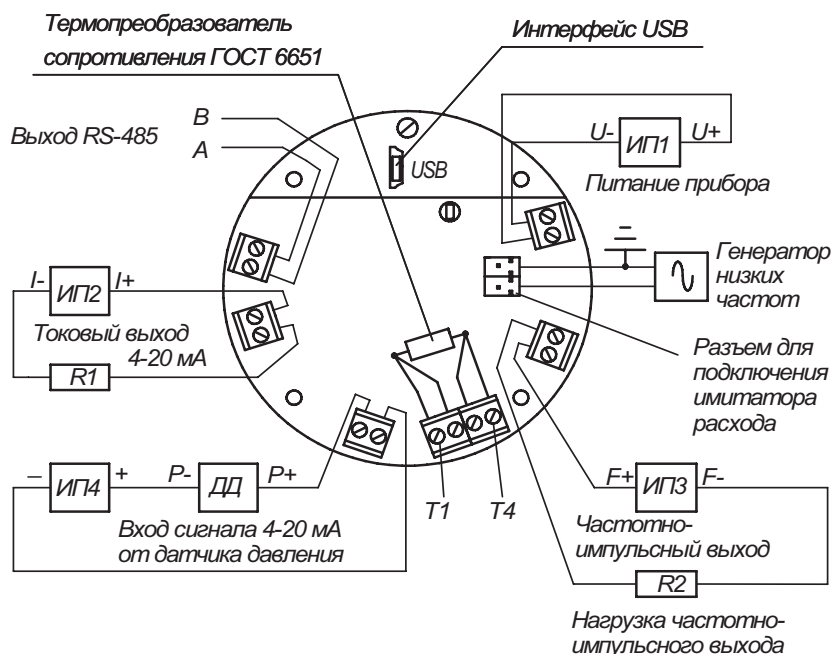 Термопреобразователь
сопротивления ГОСТ 6651
Интерфейс USB
Выход RS-485
B
A
USB
U-
ИП1
U+
Питание прибора
Генератор
низких
частот
I-
ИП2
I+
Токовый выход
4-20 мА
R1
Разъем для
подключения
имитатора
расхода
–
ИП4
+
P-
ДД
P+
Вход сигнала 4-20 мА
от датчика давления
T1
T4
F+
ИП3
F-
Частотно-
импульсный выход
R2
Нагрузка частотно-
импульсного выхода